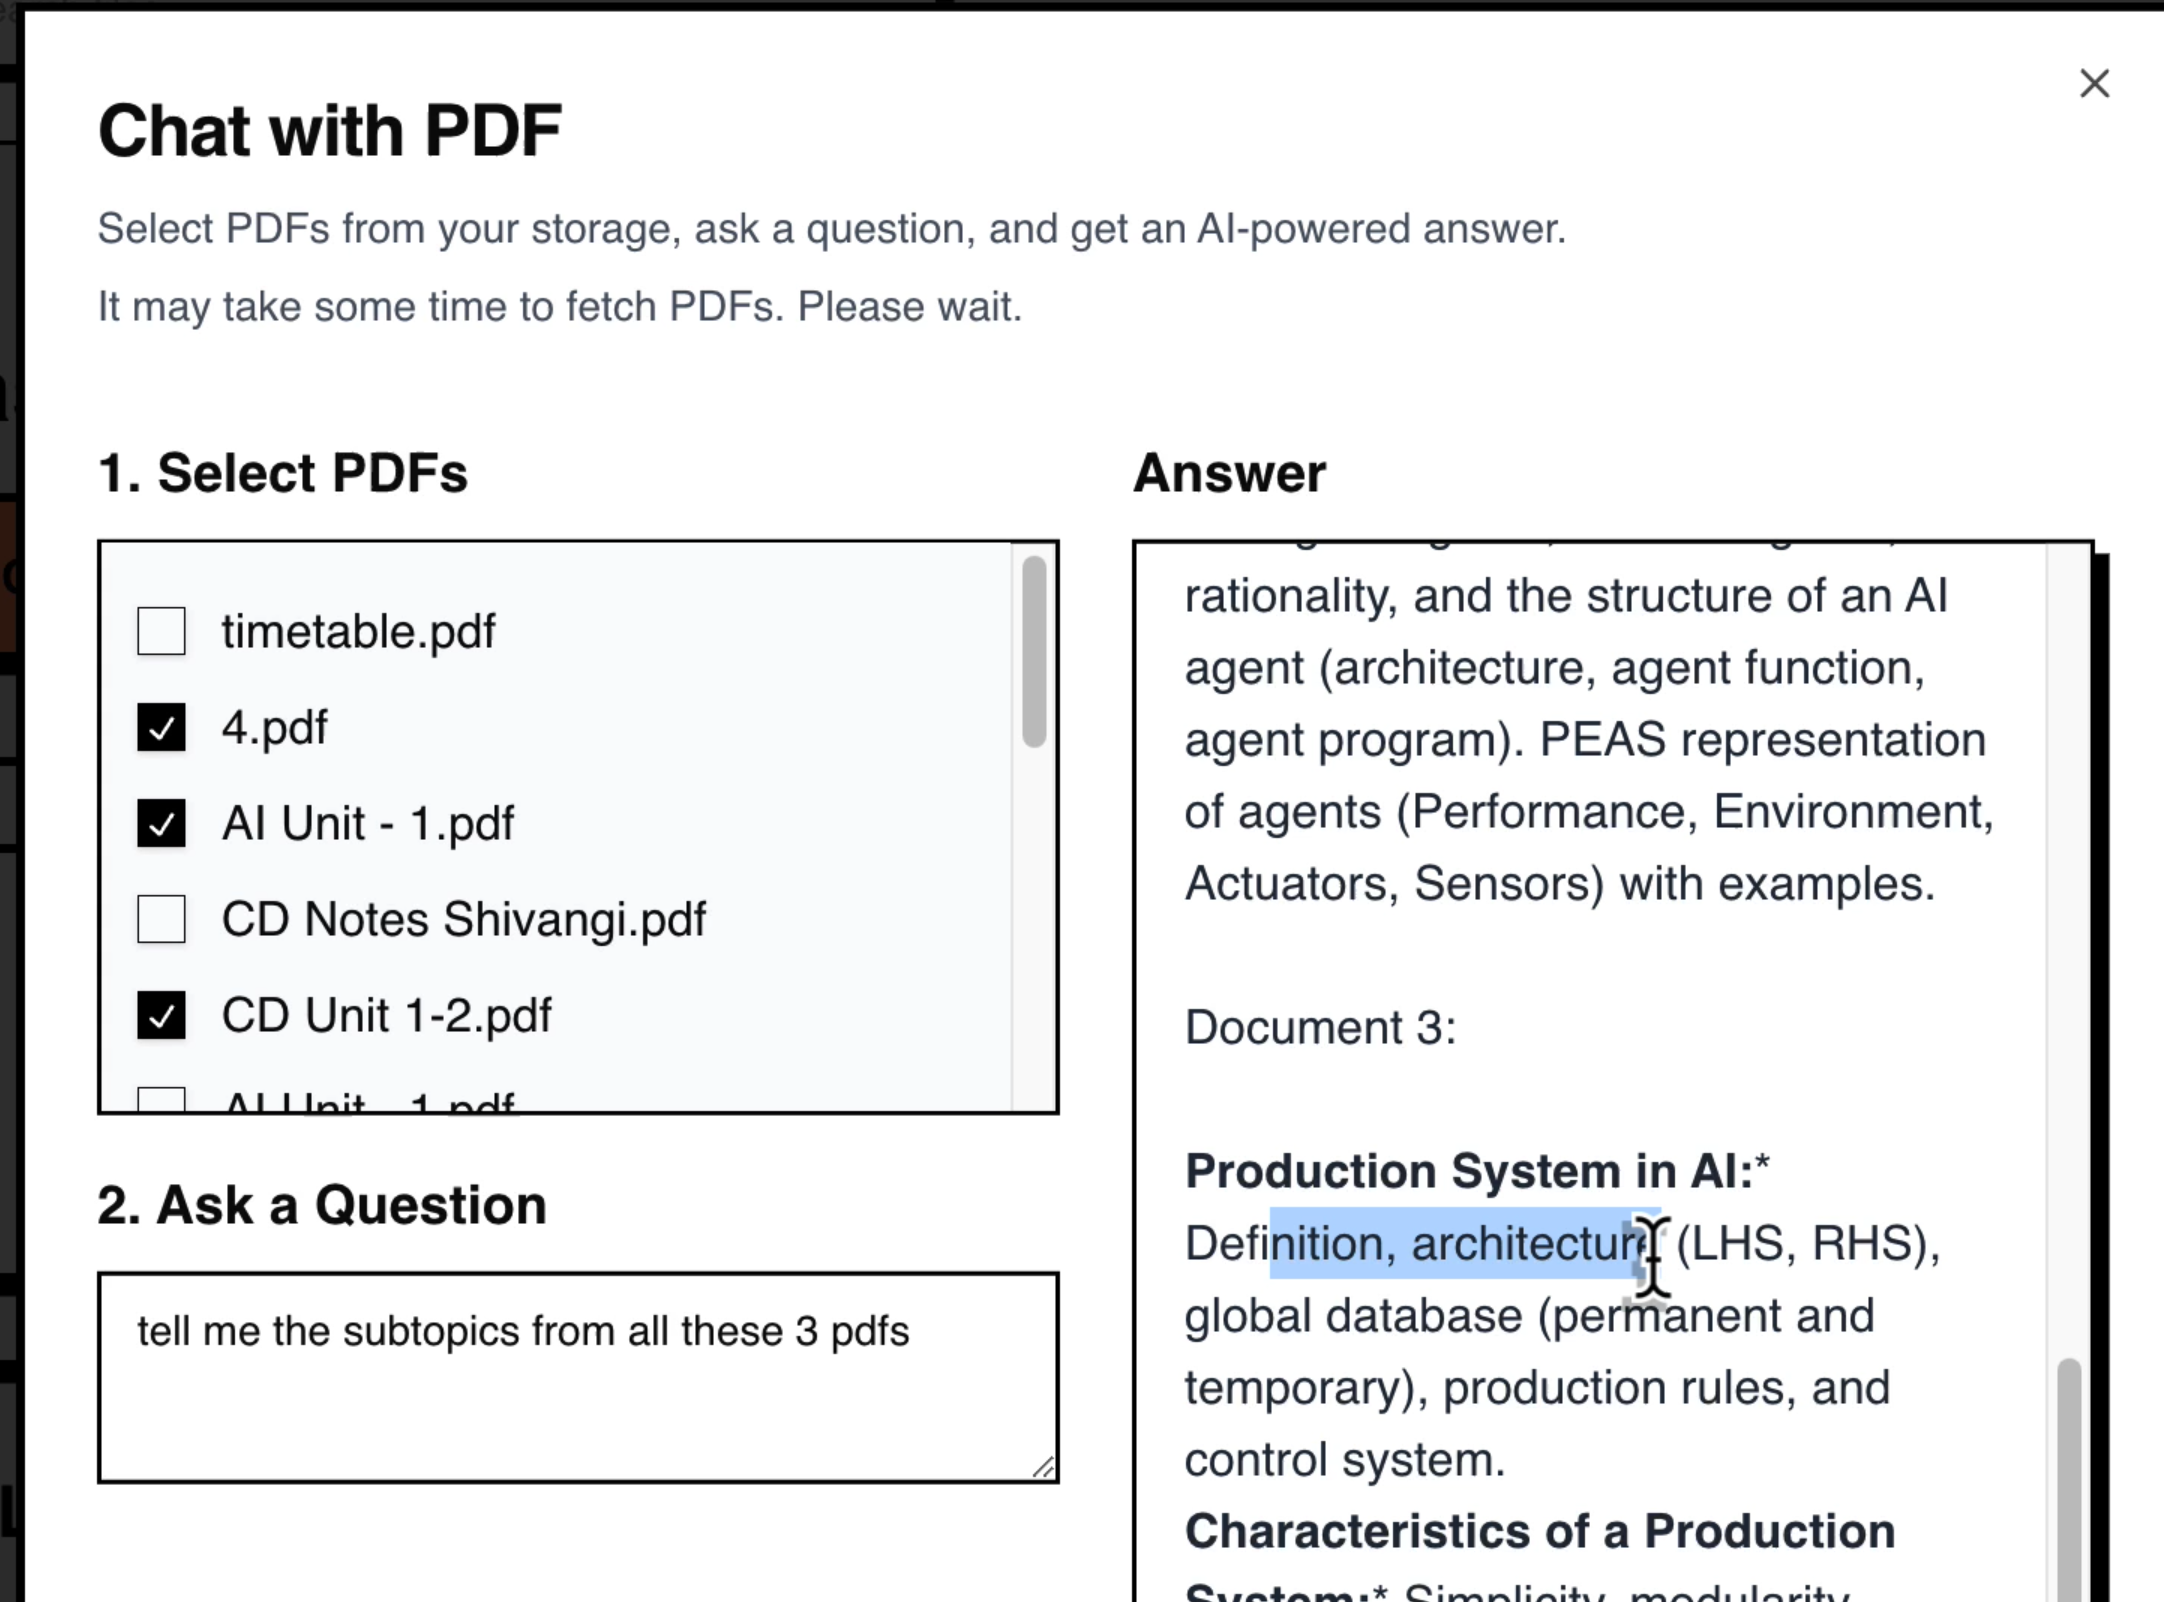 Chat with PDF
Select PDFs from your storage, ask a question, and get an AI-powered answer.
It may take some time to fetch PDFs. Please wait.
1. Select PDFs
timetable.pdf
4.pdf
AI Unit - 1.pdf
CD Notes Shivangi.pdf
CD Unit 1-2.pdf
AI Unit - 1.pdf
2. Ask a Question
tell me the subtopics from all these 3 pdfs
Answer
rationality, and the structure of an AI
agent (architecture, agent function,
agent program). PEAS representation
of agents (Performance, Environment,
Actuators, Sensors) with examples.
Document 3:
Production System in AI:*
Definition, architecture (LHS, RHS),
global database (permanent and
temporary), production rules, and
control system.
Characteristics of a Production
System:* Simplicity, modularity